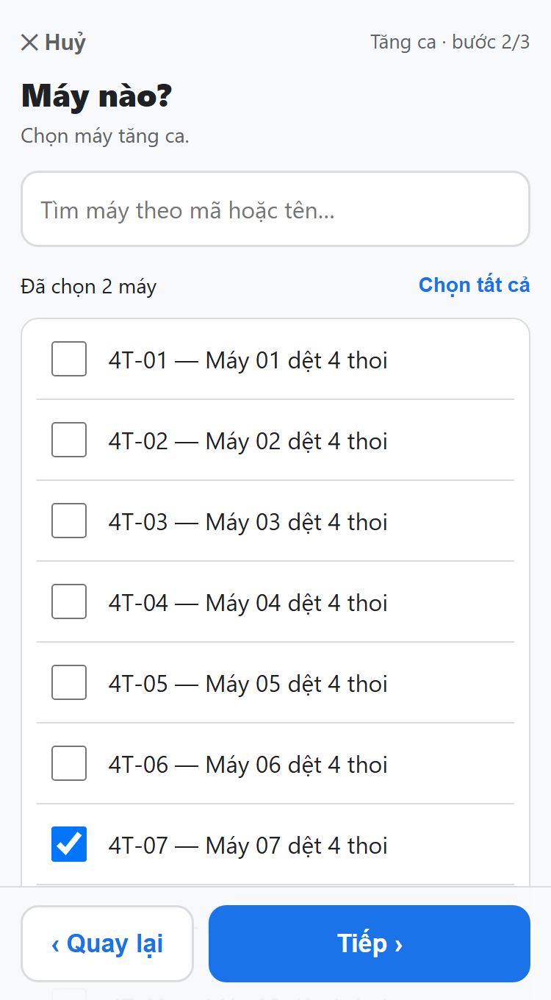 Huỷ
Tăng ca · bước 2/3
Máy nào?
Chọn máy tăng ca.
Tìm máy theo mã hoặc tên...
Đã chọn 2 máy
Chọn tất cả
4T-01 — Máy 01 dệt 4 thoi
4T-02 — Máy 02 dệt 4 thoi
4T-03 — Máy 03 dệt 4 thoi
4T-04 — Máy 04 dệt 4 thoi
4T-05 — Máy 05 dệt 4 thoi
4T-06 — Máy 06 dệt 4 thoi
4T-07 — Máy 07 dệt 4 thoi
‹ Quay lại
Tiếp ›